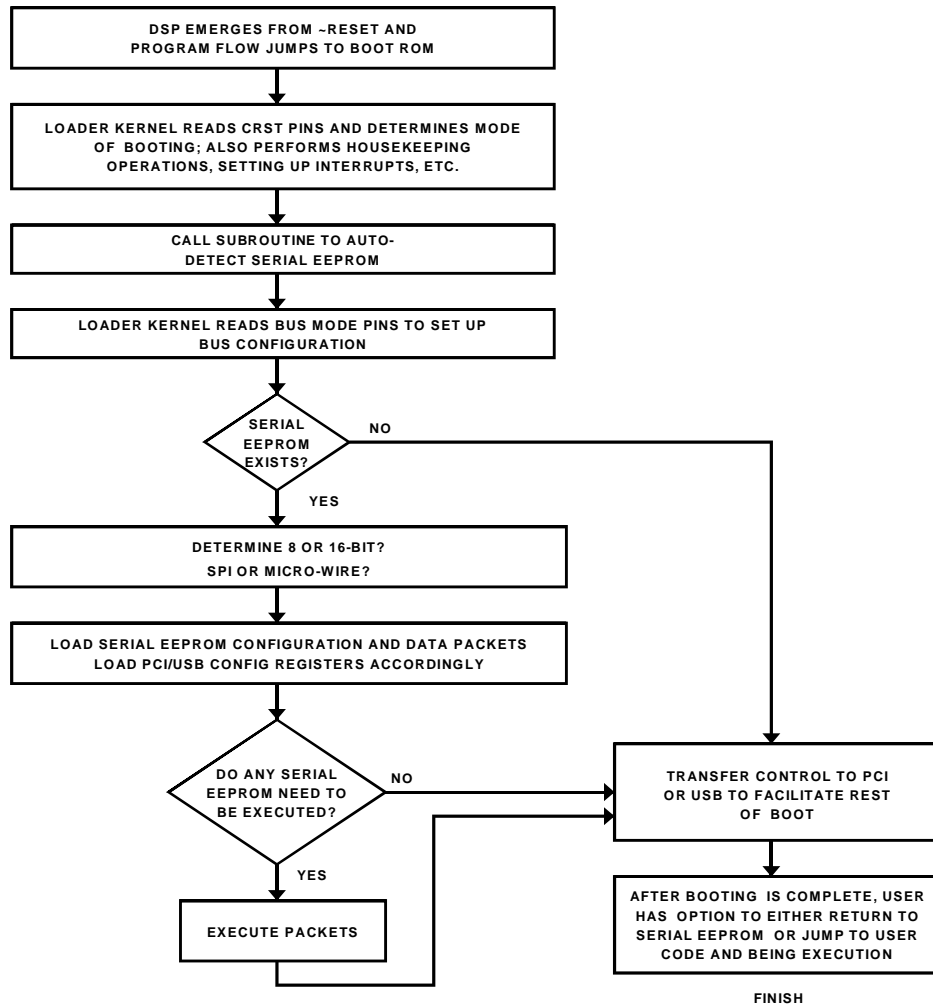 DSP EMERGES FROM ~RESET AND
PROGRAM FLOW JUMPS TO BOOT ROM
LOADER KERNEL READS CRST PINS AND DETERMINES MODE
OF BOOTING; ALSO PERFORMS HOUSEKEEPING
OPERATIONS, SETTING UP INTERRUPTS, ETC.
CALL SUBROUTINE TO AUTO-
DETECT SERIAL EEPROM
LOADER KERNEL READS BUS MODE PINS TO SET UP
BUS CONFIGURATION
SERIAL
EEPROM
EXISTS?
NO
YES
DETERMINE 8 OR 16-BIT?
SPI OR MICRO-WIRE?
LOAD SERIAL EEPROM CONFIGURATION AND DATA PACKETS
LOAD PCI/USB CONFIG REGISTERS ACCORDINGLY
DO ANY SERIAL
EEPROM NEED TO
BE EXECUTED?
NO
YES
EXECUTE PACKETS
TRANSFER CONTROL TO PCI
OR USB TO FACILITATE REST
OF BOOT
AFTER BOOTING IS COMPLETE, USER
HAS OPTION TO EITHER RETURN TO
SERIAL EEPROM OR JUMP TO USER
CODE AND BEING EXECUTION
FINISH